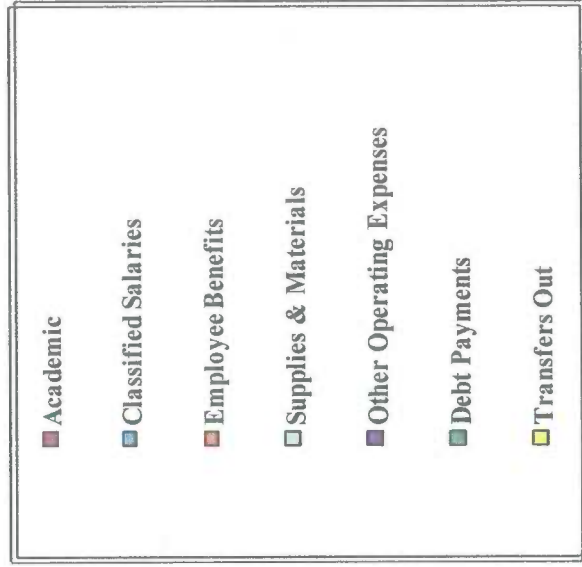 Academic
Classified Salaries
Employee Benefits
Supplies & Materials
Other Operating Expenses
Debt Payments
Transfers Out